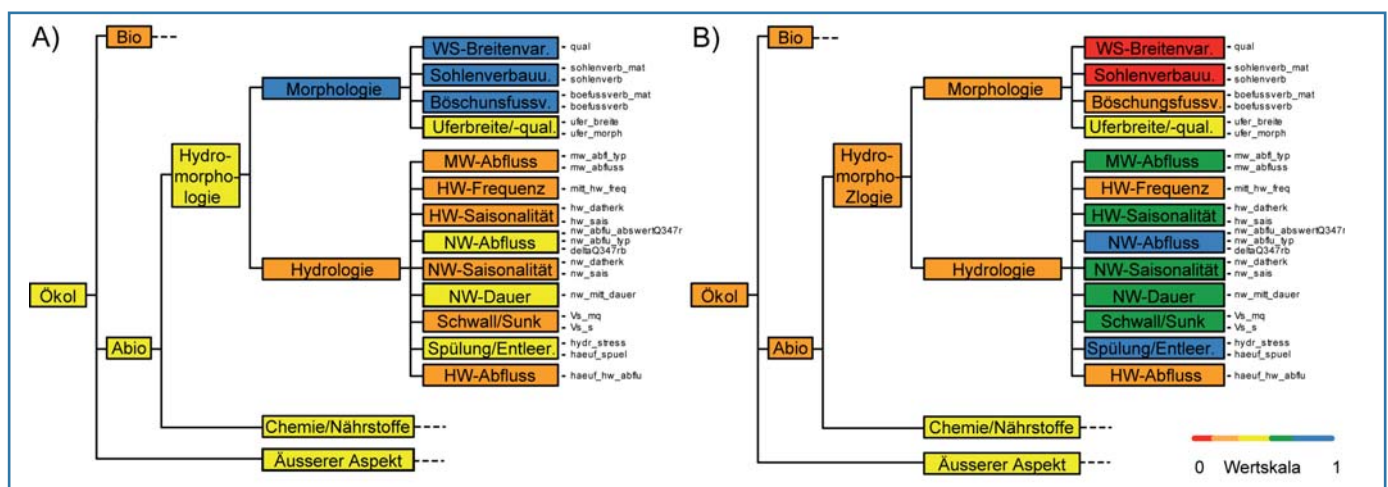 A)
Bio
WS-Breitenvar.
qual
Sohlenverbauu.
sohlenverb_mat
sohlenverb
Morphologie
Böschunsfussv.
boefussverb_mat
boefussverb
Uferbreite/-qual.
ufer_breite
ufer_morph
Hydro-
morpho-
logie
MW-Abfluss
mw_abfl_typ
mw_abfluss
HW-Frequenz
mitt_hw_freq
HW-Saisonalität
hw_datherk
hw_sais
NW-Abfluss
nw_abflu_abswertQ347r
nw_abflu_typ
deltaQ347rb
Hydrologie
NW-Saisonalität
nw_datherk
nw_sais
Ökol
NW-Dauer
nw_mitt_dauer
Schwall/Sunk
Vs_mq
Vs_s
Abio
Spülung/Entleer.
hydr_stress
haeuf_spuel
HW-Abfluss
haeuf_hw_abflu
Chemie/Nährstoffe
Äusserer Aspekt
B)
Bio
WS-Breitenvar.
qual
Sohlenverbauu.
sohlenverb_mat
sohlenverb
Morphologie
Böschungsfussv.
boefussverb_mat
boefussverb
Uferbreite/-qual.
ufer_breite
ufer_morph
Hydro-
morpho-
Zlogie
MW-Abfluss
mw_abfl_typ
mw_abfluss
HW-Frequenz
mitt_hw_freq
HW-Saisonalität
hw_datherk
hw_sais
NW-Abfluss
nw_abflu_abswertQ347r
nw_abflu_typ
deltaQ347rb
Hydrologie
NW-Saisonalität
nw_datherk
nw_sais
Ökol
NW-Dauer
nw_mitt_dauer
Schwall/Sunk
Vs_mq
Vs_s
Abio
Spülung/Entleer.
hydr_stress
haeuf_spuel
HW-Abfluss
haeuf_hw_abflu
Chemie/Nährstoffe
Äusserer Aspekt
0 Wertskala 1